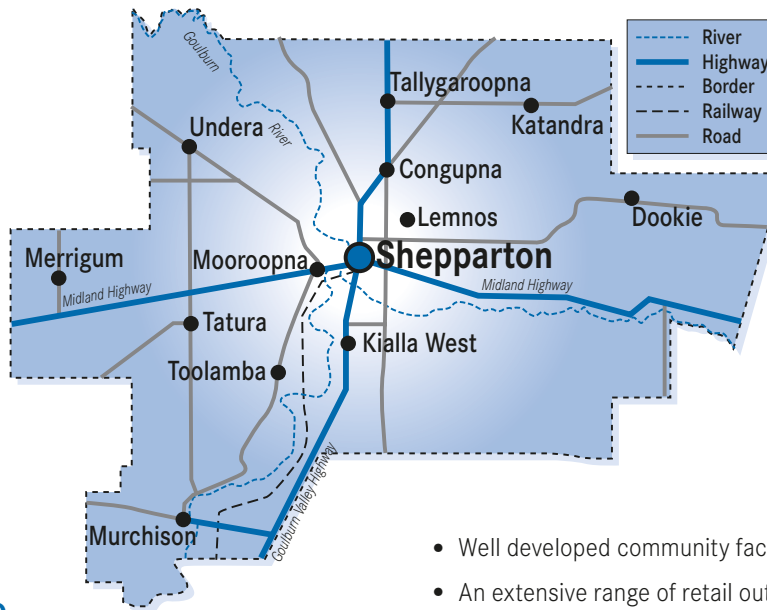 Goulburn
River
River
Highway
Border
Railway
Road
Tallygaroopna
Katandra
Undera
Congupna
Lemnos
Dookie
Shepparton
Mooroopna
Merrigum
Midland Highway
Midland Highway
Tatura
Kialla West
Toolamba
Goulburn Valley Highway
Murchison
• Well developed community fac
• An extensive range of retail out